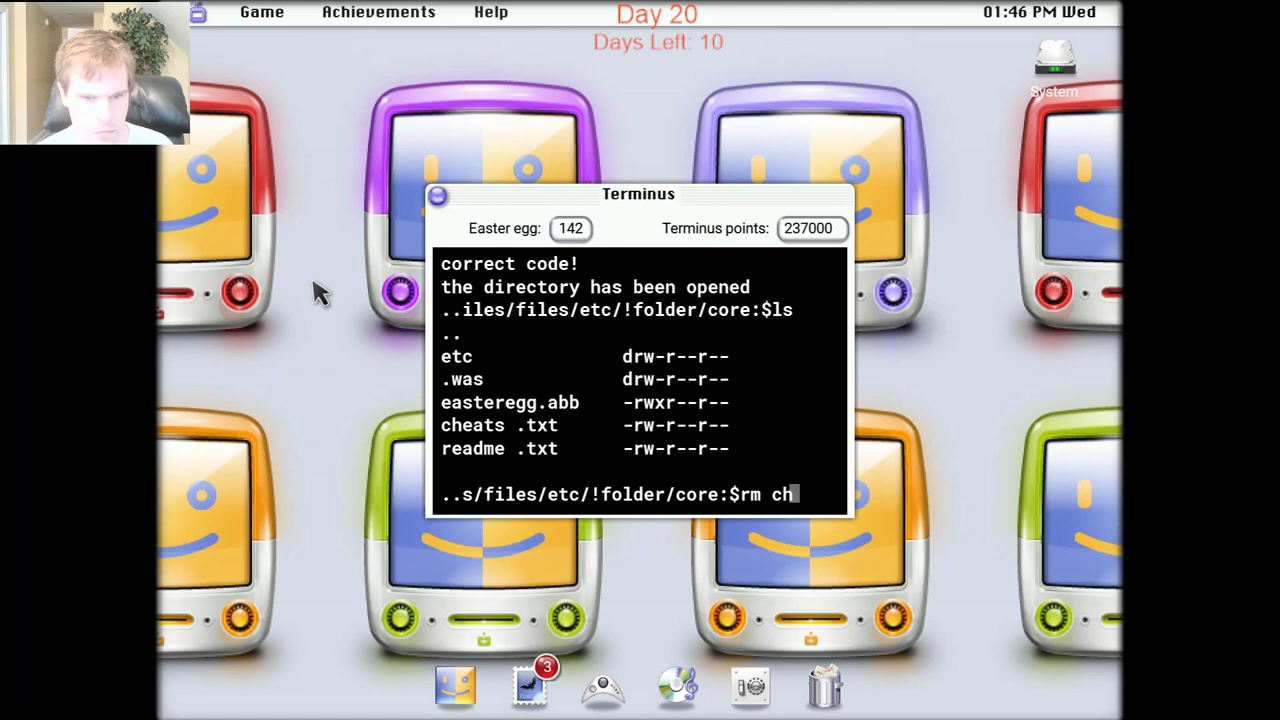 Game Achievements Help
Day 20
Days Left: 10
01:46 PM Wed
System
Terminus
Easter egg: 142 Terminus points: 237000
correct code!
the directory has been opened
..iles/files/etc/!folder/core:$ls
..
etc drw-r--r--
.was drw-r--r--
easteregg.abb -rwxr--r--
cheats .txt -rw-r--r--
readme .txt -rw-r--r--
..s/files/etc/!folder/core:$rm ch
3